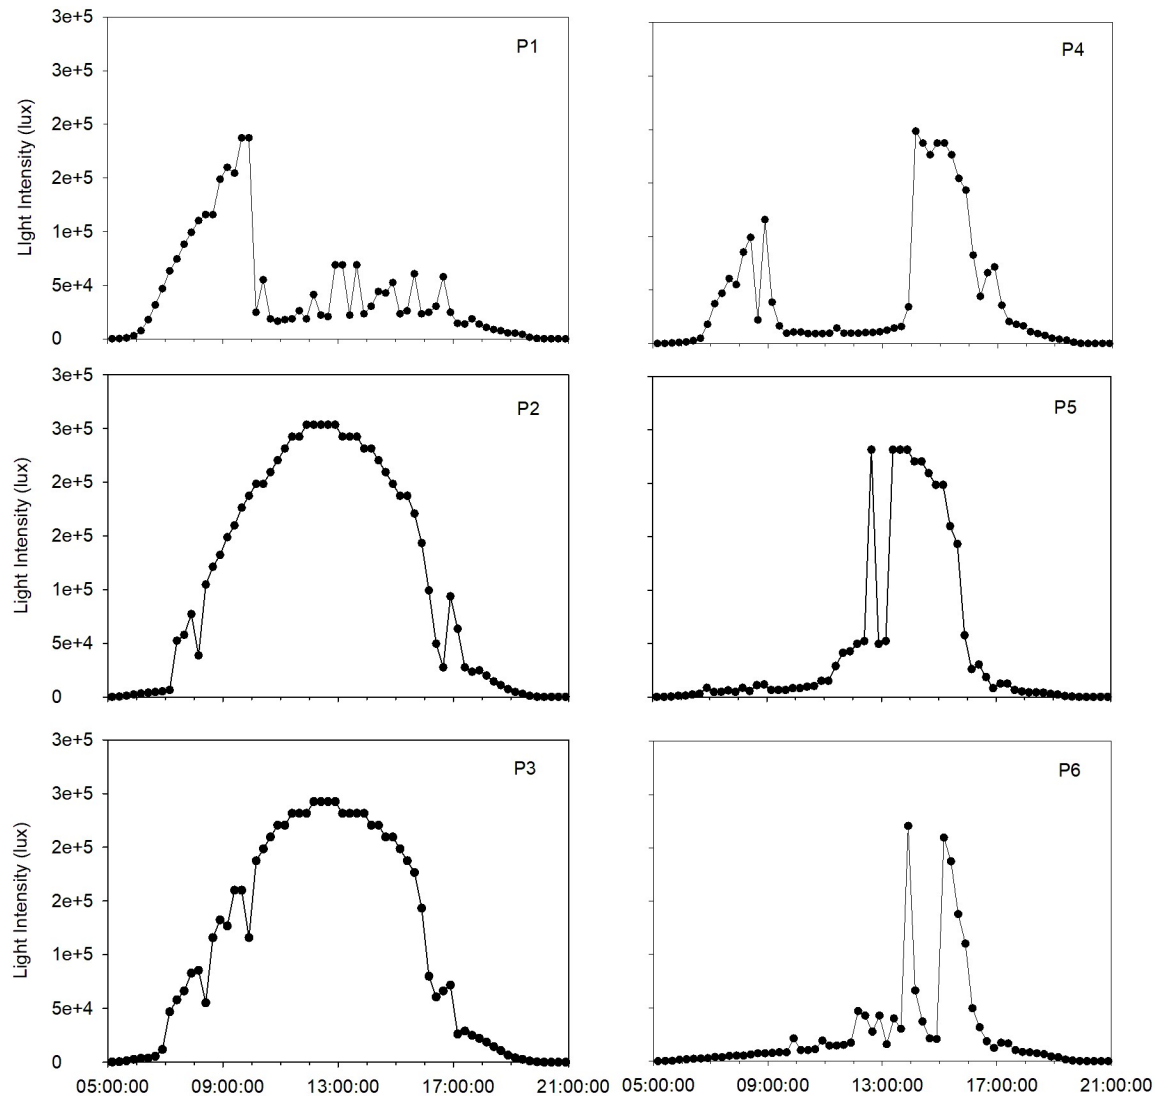 3e+5
P1
P4
3e+5
2e+5
2e+5
1e+5
5e+4
0
LIght Intensity (lux)
3e+5
P2
P5
3e+5
2e+5
2e+5
1e+5
5e+4
0
Light Intensity (lux)
3e+5
P3
P6
3e+5
2e+5
2e+5
1e+5
5e+4
0
Light Intensity (lux)
05:00:00 09:00:00 13:00:00 17:00:00 21:00:00 05:00:00 09:00:00 13:00:00 17:00:00 21:00:00